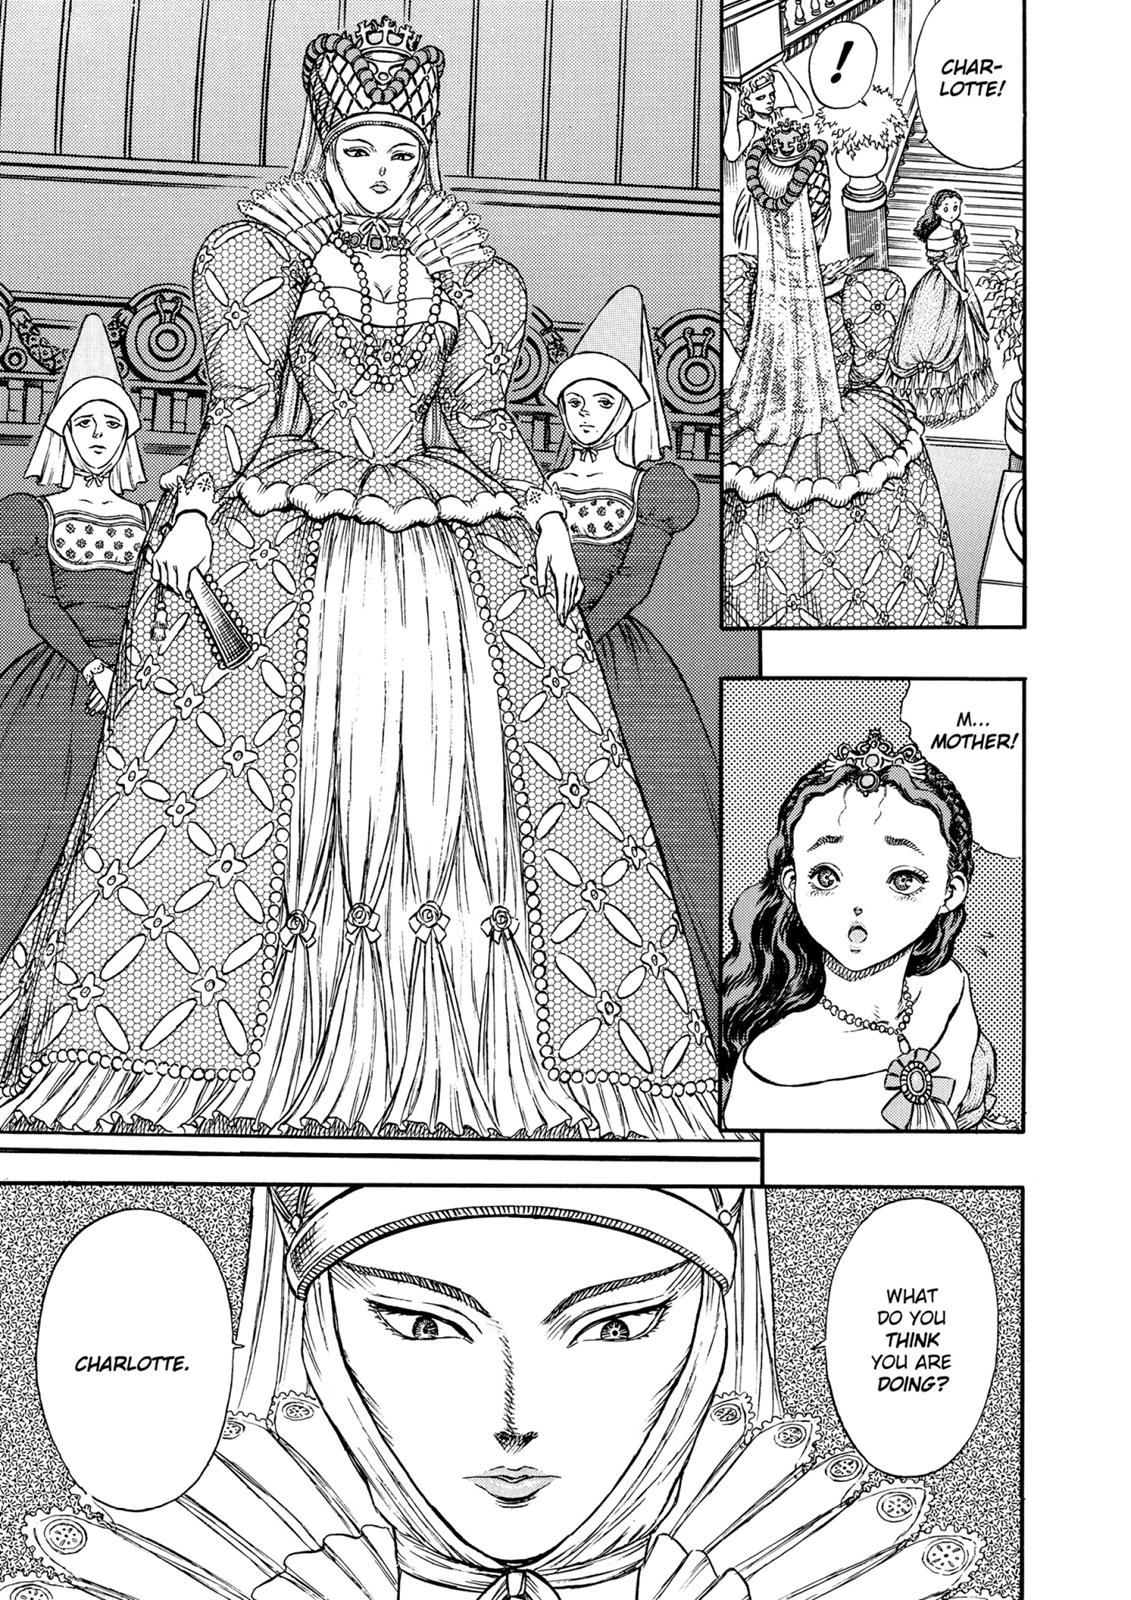 CHAR-
LOTTE!
!
M...
MOTHER!
WHAT
DO YOU
THINK
YOU ARE
DOING?
CHARLOTTE.